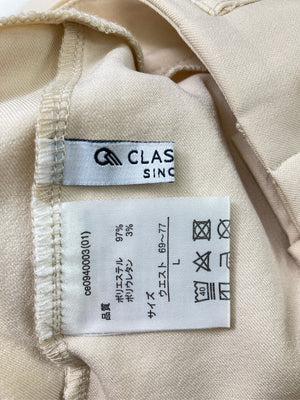 CLAS
SINC
ce0940003(01)
品質
ポリエステル 97%
ポリウレタン 3%
サイズ
ウエスト 69~77
L
40